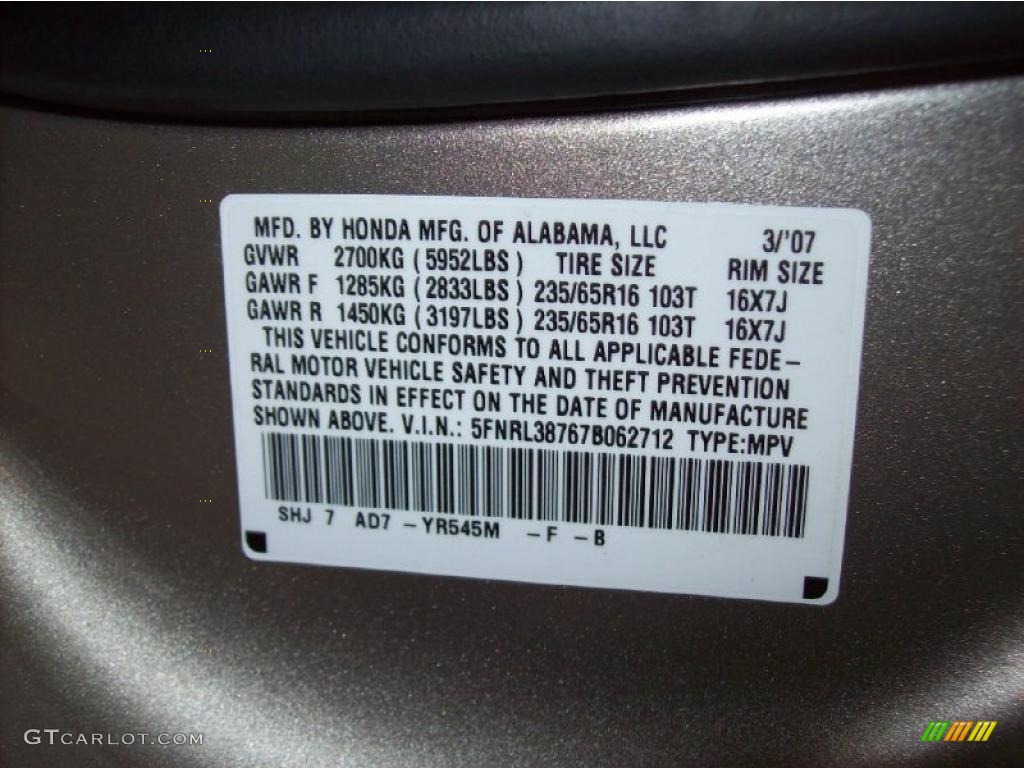 MFD. BY HONDA MFG. OF ALABAMA, LLC 3/'07
GVWR 2700KG ( 5952LBS ) TIRE SIZE RIM SIZE
GAWR F 1285KG ( 2833LBS ) 235/65R16 103T 16X7J
GAWR R 1450KG ( 3197LBS ) 235/65R16 103T 16X7J
THIS VEHICLE CONFORMS TO ALL APPLICABLE FEDE-
RAL MOTOR VEHICLE SAFETY AND THEFT PREVENTION
STANDARDS IN EFFECT ON THE DATE OF MANUFACTURE
SHOWN ABOVE. V.I.N.: 5FNRL38767B062712 TYPE:MPV
SHJ 7 AD7 -YR545M -F -B
GTCARLOT.COM